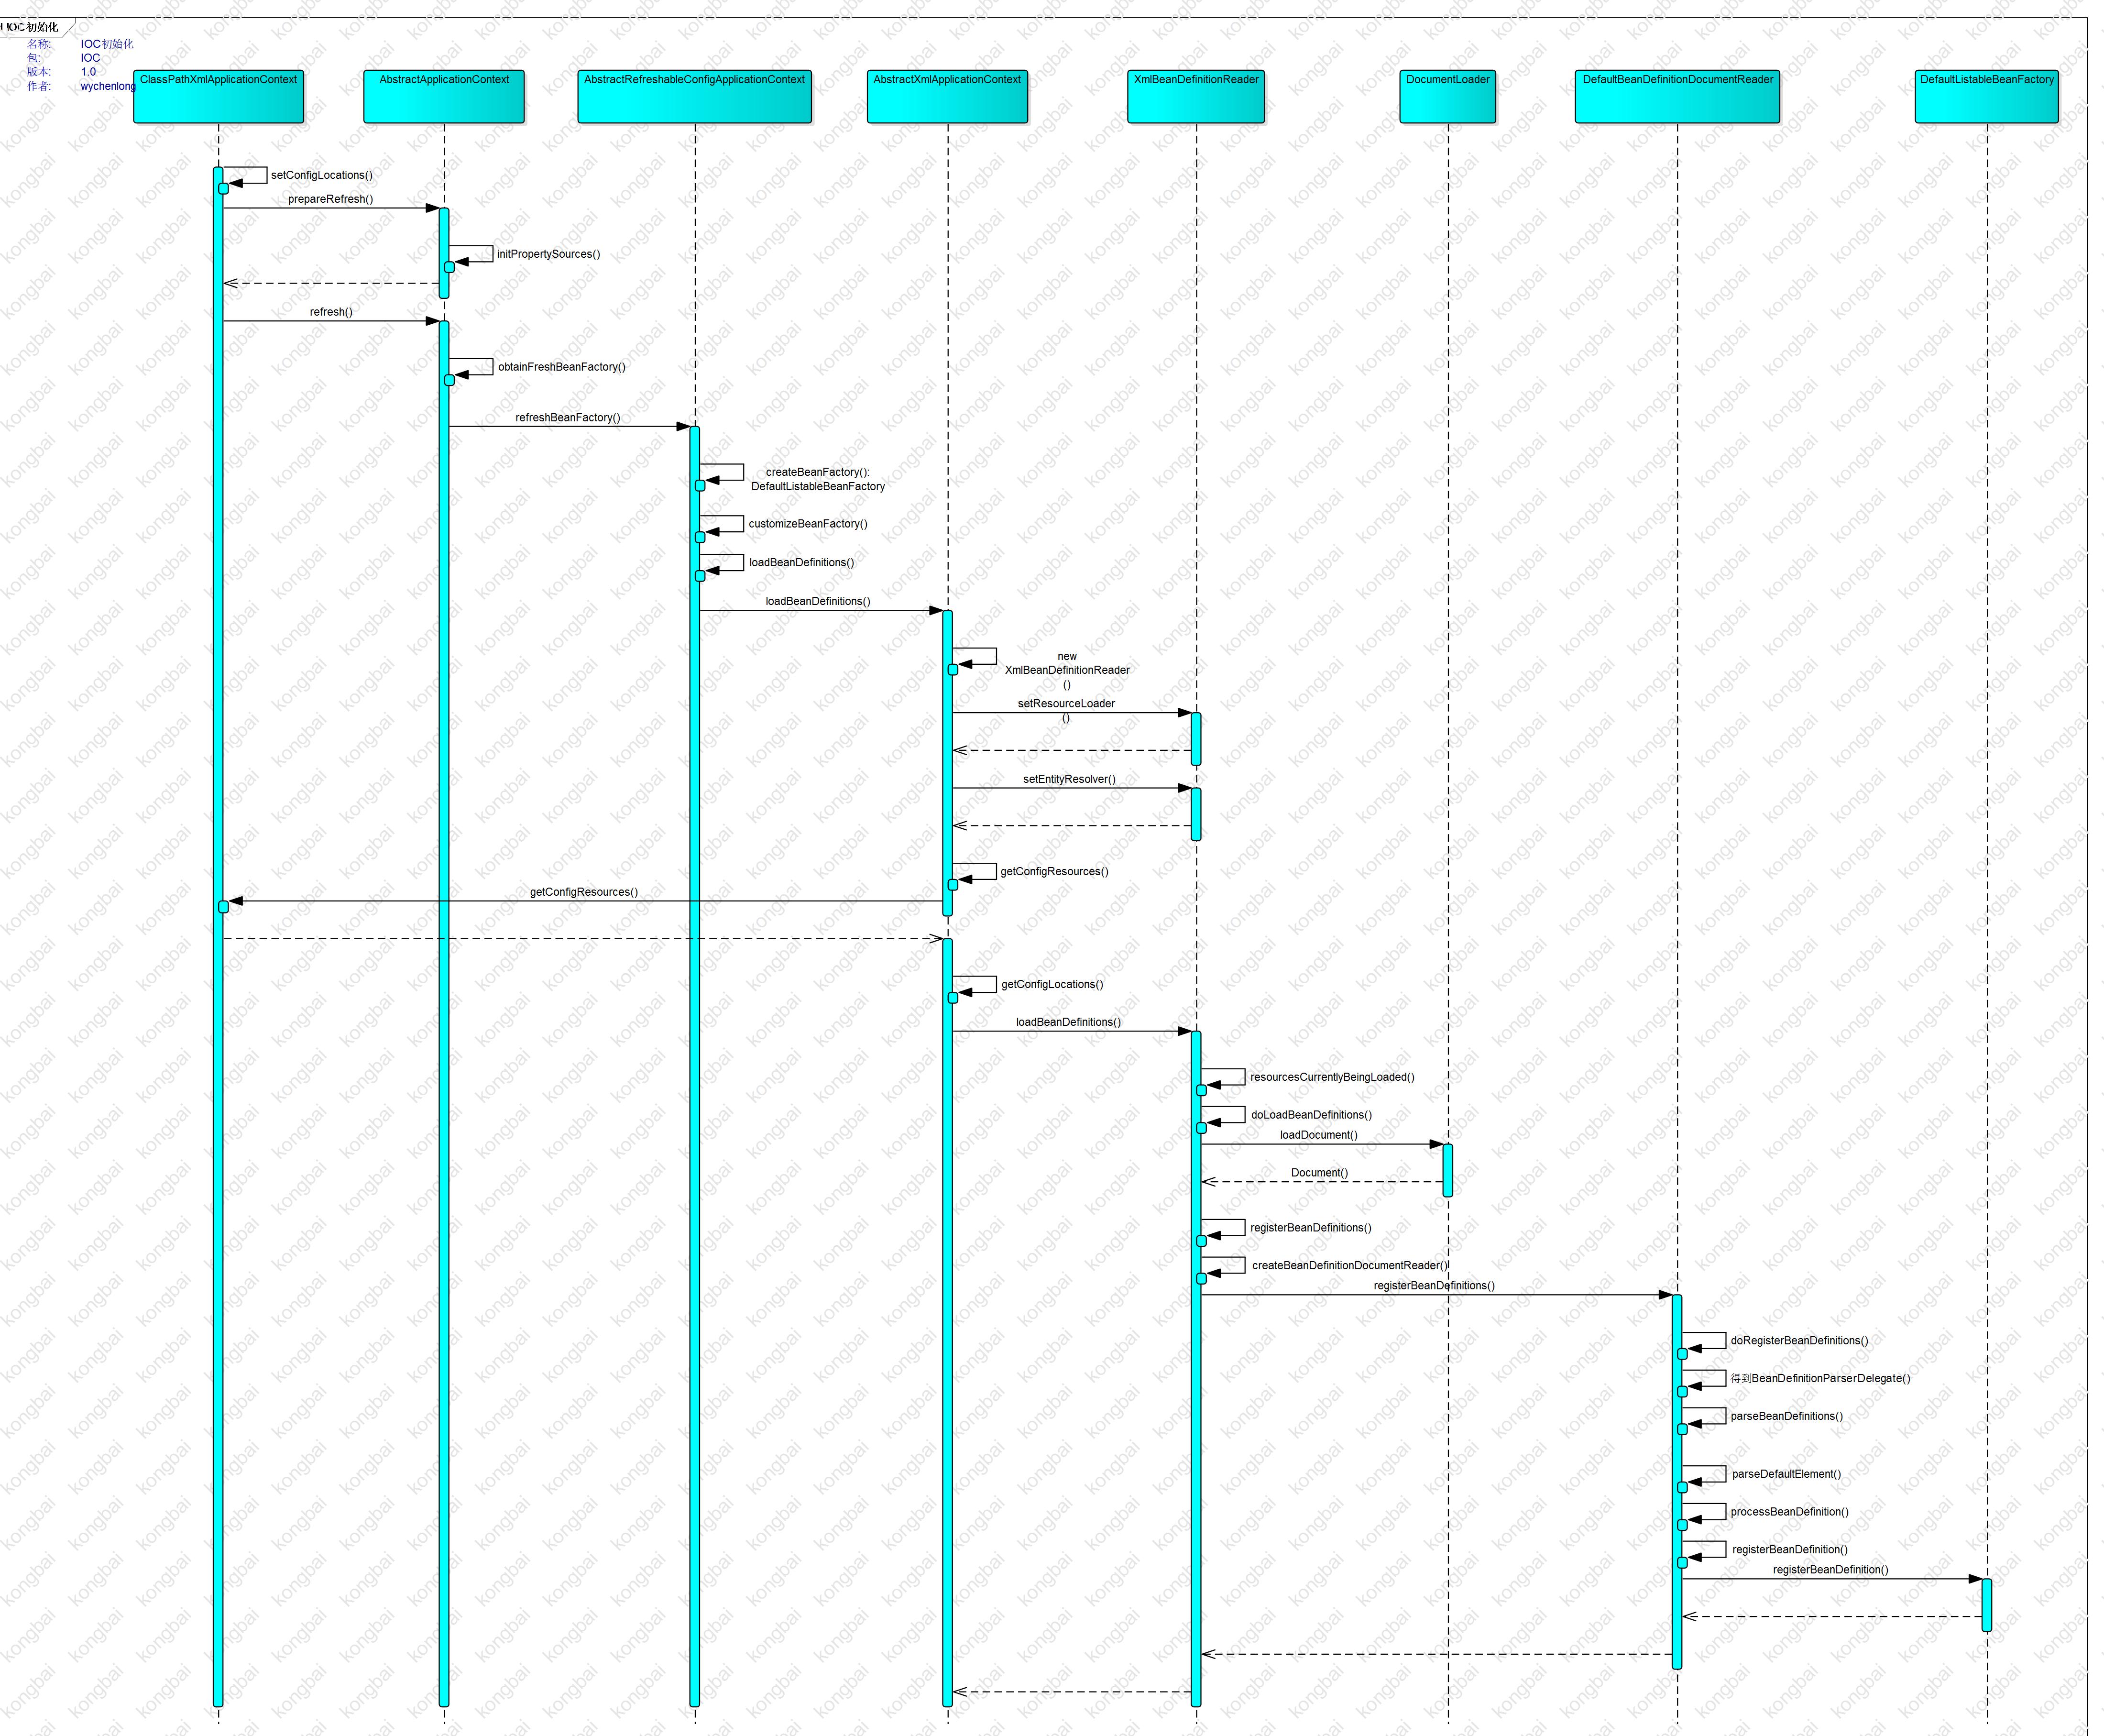 IOC初始化
名称: IOC初始化
包: IOC
版本: 1.0
作者: wychenlong
ClassPathXmlApplicationContext
AbstractApplicationContext
AbstractRefreshableConfigApplicationContext
AbstractXmlApplicationContext
XmlBeanDefinitionReader
DocumentLoader
DefaultBeanDefinitionDocumentReader
DefaultListableBeanFactory
setConfigLocations()
prepareRefresh()
initPropertySources()
refresh()
obtainFreshBeanFactory()
refreshBeanFactory()
createBeanFactory():
DefaultListableBeanFactory
customizeBeanFactory()
loadBeanDefinitions()
loadBeanDefinitions()
new
XmlBeanDefinitionReader
()
setResourceLoader
()
setEntityResolver()
getConfigResources()
getConfigResources()
getConfigLocations()
loadBeanDefinitions()
resourcesCurrentlyBeingLoaded()
doLoadBeanDefinitions()
loadDocument()
Document()
registerBeanDefinitions()
createBeanDefinitionDocumentReader()
registerBeanDefinitions()
doRegisterBeanDefinitions()
得到BeanDefinitionParserDelegate()
parseBeanDefinitions()
parseDefaultElement()
processBeanDefinition()
registerBeanDefinition()
registerBeanDefinition()
kongbai